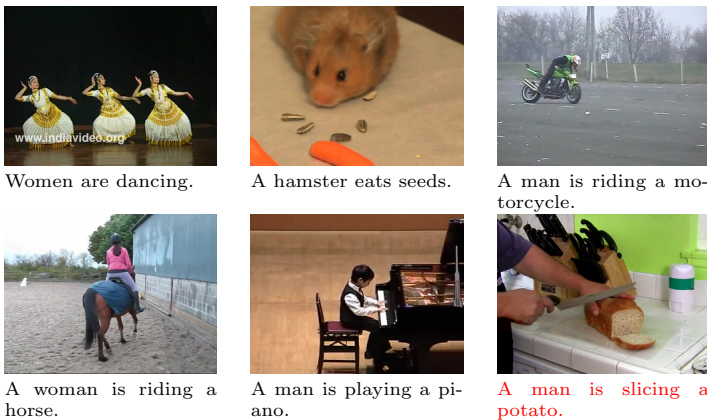 www.indiavideo.org
Women are dancing.
A hamster eats seeds.
A man is riding a mo-
torcycle.
A woman is riding a
horse.
A man is playing a pi-
ano.
A man is slicing a
potato.